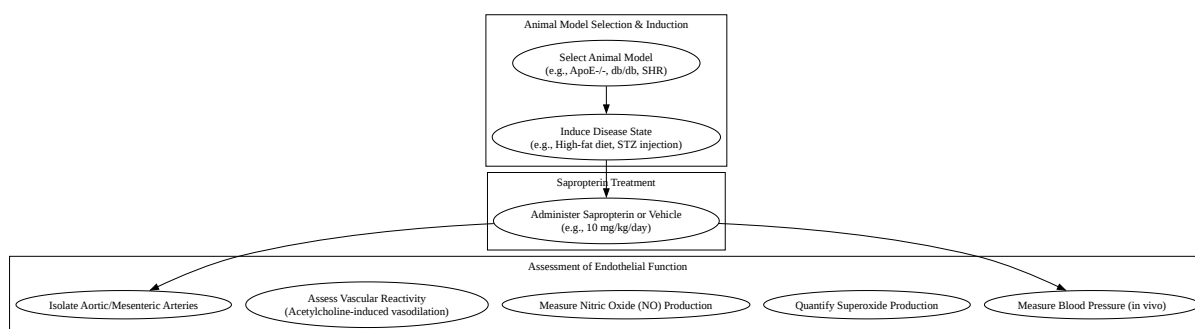 Animal Model Selection & Induction
Select Animal Model
(e.g., ApoE-/-, db/db, SHR)
Induce Disease State
(e.g., High-fat diet, STZ injection)
Sapropterin Treatment
Administer Sapropterin or Vehicle
(e.g., 10 mg/kg/day)
Assessment of Endothelial Function
Isolate Aortic/Mesenteric Arteries
Assess Vascular Reactivity
(Acetylcholine-induced vasodilation)
Measure Nitric Oxide (NO) Production
Quantify Superoxide Production
Measure Blood Pressure (in vivo)